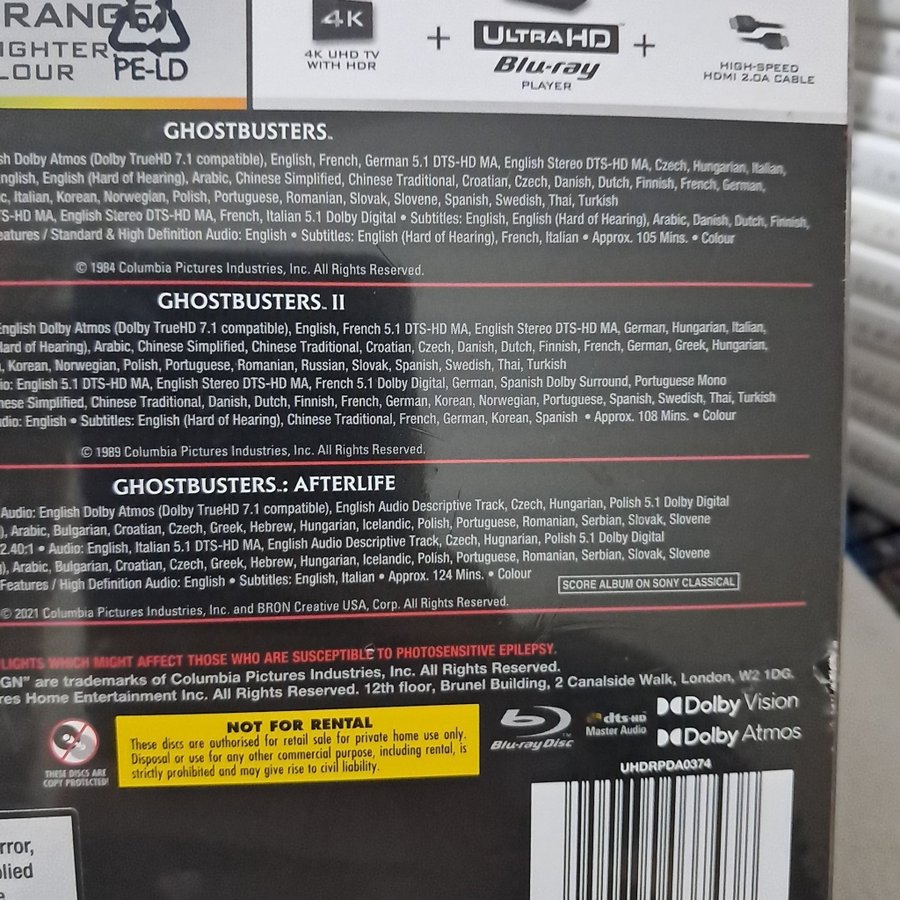 RANGE
IGHTER,
LOUR
PE-LD
4K
4K UHD TV
WITH HDR
+
ULTRA HD
Blu-ray
PLAYER
+
HIGH-SPEED
HDMI 2.0A CABLE
GHOSTBUSTERS™
sh Dolby Atmos (Dolby TrueHD 7.1 compatible), English, French, German 5.1 DTS-HD MA, English Stereo DTS-HD MA, Czech, Hungarian, Italian,
nglish, English (Hard of Hearing), Arabic, Chinese Simplified, Chinese Traditional, Croatian, Czech, Danish, Dutch, Finnish, French, German,
c, Italian, Korean, Norwegian, Polish, Portuguese, Romanian, Slovak, Slovene, Spanish, Swedish, Thai, Turkish
TS-HD MA, English Stereo DTS-HD MA, French, Italian 5.1 Dolby Digital • Subtitles: English, English (Hard of Hearing), Arabic, Danish, Dutch, Finnish,
eatures / Standard & High Definition Audio: English • Subtitles: English (Hard of Hearing), French, Italian • Approx. 105 Mins. • Colour
© 1984 Columbia Pictures Industries, Inc. All Rights Reserved.
GHOSTBUSTERS™ II
English Dolby Atmos (Dolby TrueHD 7.1 compatible), English, French 5.1 DTS-HD MA, English Stereo DTS-HD MA, German, Hungarian, Italian,
Hard of Hearing), Arabic, Chinese Simplified, Chinese Traditional, Croatian, Czech, Danish, Dutch, Finnish, French, German, Greek, Hungarian,
, Korean, Norwegian, Polish, Portuguese, Romanian, Russian, Slovak, Spanish, Swedish, Thai, Turkish
io: English 5.1 DTS-HD MA, English Stereo DTS-HD MA, French 5.1 Dolby Digital, German, Spanish Dolby Surround, Portuguese Mono
nese Simplified, Chinese Traditional, Danish, Dutch, Finnish, French, German, Korean, Norwegian, Portuguese, Spanish, Swedish, Thai, Turkish
udio: English • Subtitles: English (Hard of Hearing), Chinese Traditional, French, German, Korean, Spanish • Approx. 108 Mins. • Colour
© 1989 Columbia Pictures Industries, Inc. All Rights Reserved.
GHOSTBUSTERS™: AFTERLIFE
Audio: English Dolby Atmos (Dolby TrueHD 7.1 compatible), English Audio Descriptive Track, Czech, Hungarian, Polish 5.1 Dolby Digital
), Arabic, Bulgarian, Croatian, Czech, Greek, Hebrew, Hungarian, Icelandic, Polish, Portuguese, Romanian, Serbian, Slovak, Slovene
2.40:1 • Audio: English, Italian 5.1 DTS-HD MA, English Audio Descriptive Track, Czech, Hugnarian, Polish 5.1 Dolby Digital
), Arabic, Bulgarian, Croatian, Czech, Greek, Hebrew, Hungarian, Icelandic, Polish, Portuguese, Romanian, Serbian, Slovak, Slovene
Features / High Definition Audio: English • Subtitles: English, Italian • Approx. 124 Mins. • Colour
SCORE ALBUM ON SONY CLASSICAL
© 2021 Columbia Pictures Industries, Inc. and BRON Creative USA, Corp. All Rights Reserved.
LIGHTS WHICH MIGHT AFFECT THOSE WHO ARE SUSCEPTIBLE TO PHOTOSENSITIVE EPILEPSY.
GN" are trademarks of Columbia Pictures Industries, Inc. All Rights Reserved.
res Home Entertainment Inc. All Rights Reserved. 12th floor, Brunel Building, 2 Canalside Walk, London, W2 1DG.
THESE DISCS ARE
COPY PROTECTED
NOT FOR RENTAL
These discs are authorised for retail sale for private home use only.
Disposal or use for any other commercial purpose, including rental, is
strictly prohibited and may give rise to civil liability.
Blu-ray Disc™
dts-HD
Master Audio
Dolby Vision
Dolby Atmos
UHDRPDA0374
rror,
plied